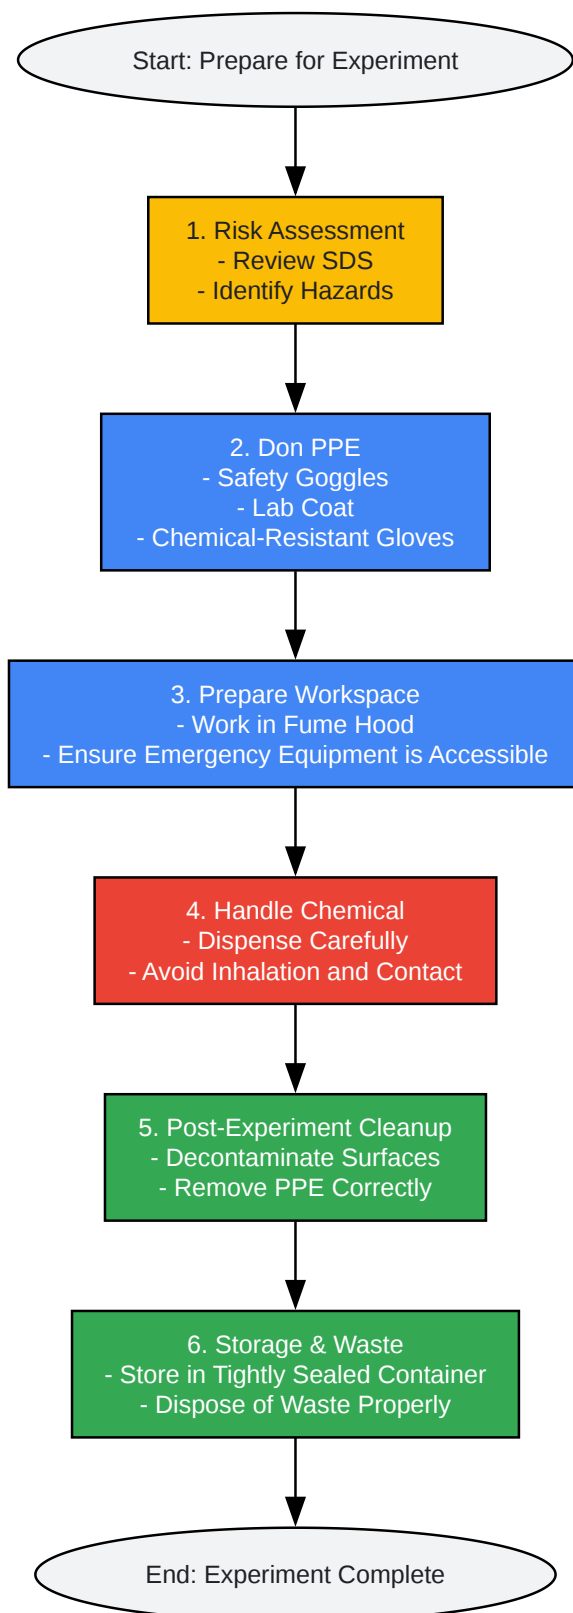 Start: Prepare for Experiment
1. Risk Assessment
- Review SDS
- Identify Hazards
2. Don PPE
- Safety Goggles
- Lab Coat
- Chemical-Resistant Gloves
3. Prepare Workspace
- Work in Fume Hood
- Ensure Emergency Equipment is Accessible
4. Handle Chemical
- Dispense Carefully
- Avoid Inhalation and Contact
5. Post-Experiment Cleanup
- Decontaminate Surfaces
- Remove PPE Correctly
6. Storage & Waste
- Store in Tightly Sealed Container
- Dispose of Waste Properly
End: Experiment Complete